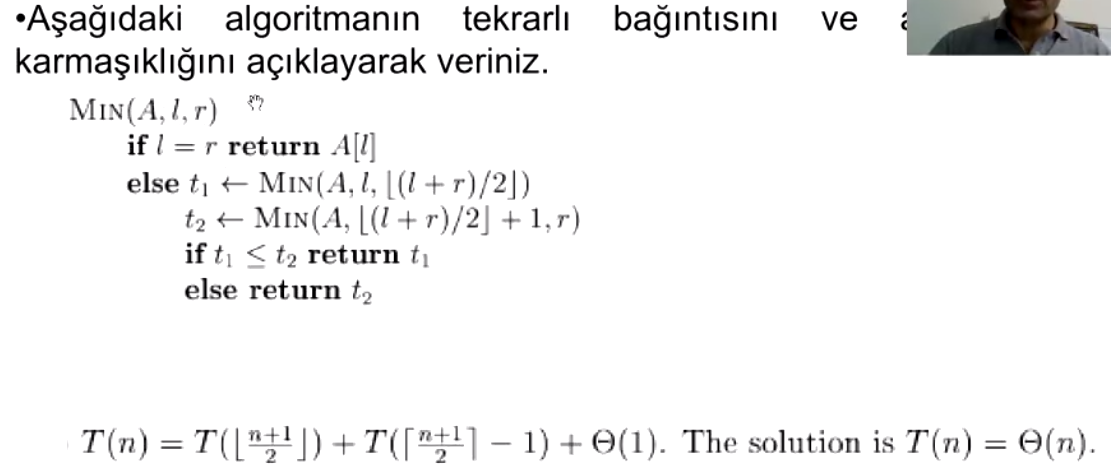 •Aşağıdaki algoritmanın tekrarlı bağıntısını ve
karmaşıklığını açıklayarak veriniz.
MIN(A, l, r)
if l = r return A[l]
else t₁ ← MIN(A, l, ⌊(l + r)/2⌋)
t₂ ← MIN(A, ⌊(l + r)/2⌋ + 1, r)
if t₁ ≤ t₂ return t₁
else return t₂
T(n) = T(⌊(n+1)/2⌋) + T(⌈(n+1)/2⌉ − 1) + Θ(1). The solution is T(n) = Θ(n).